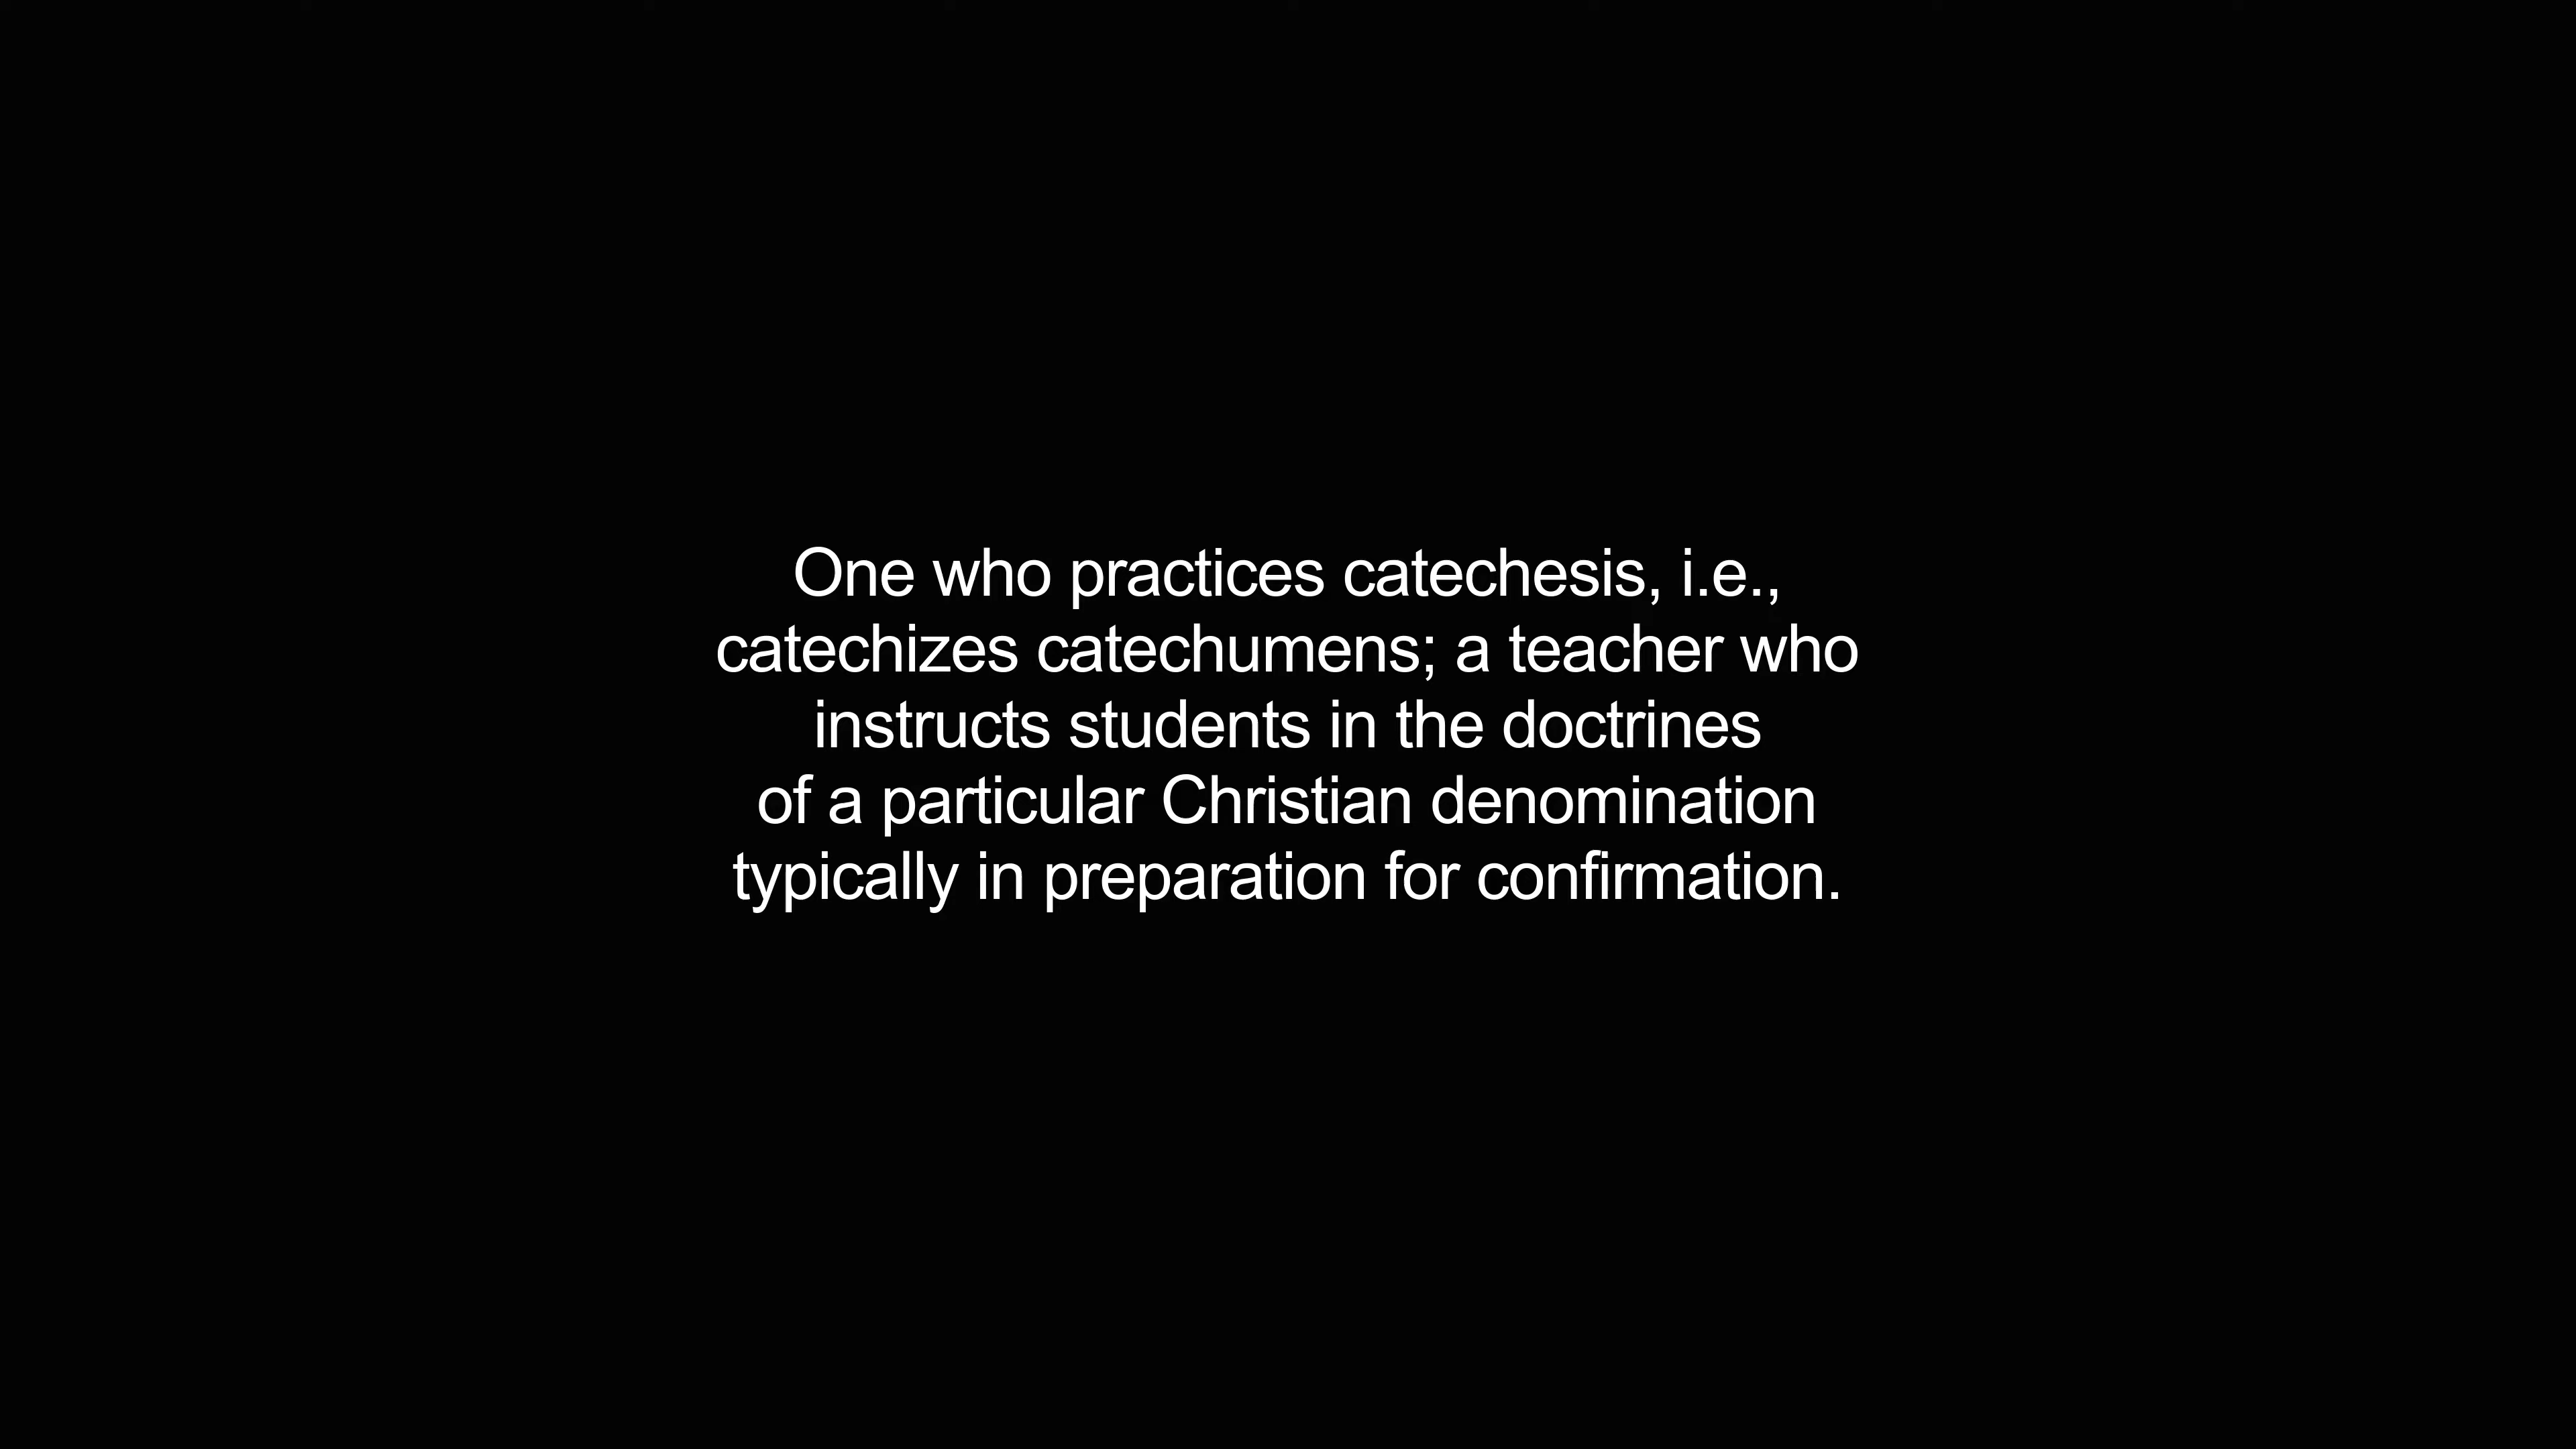 One who practices catechesis, i.e.,
catechizes catechumens; a teacher who
instructs students in the doctrines
of a particular Christian denomination
typically in preparation for confirmation.